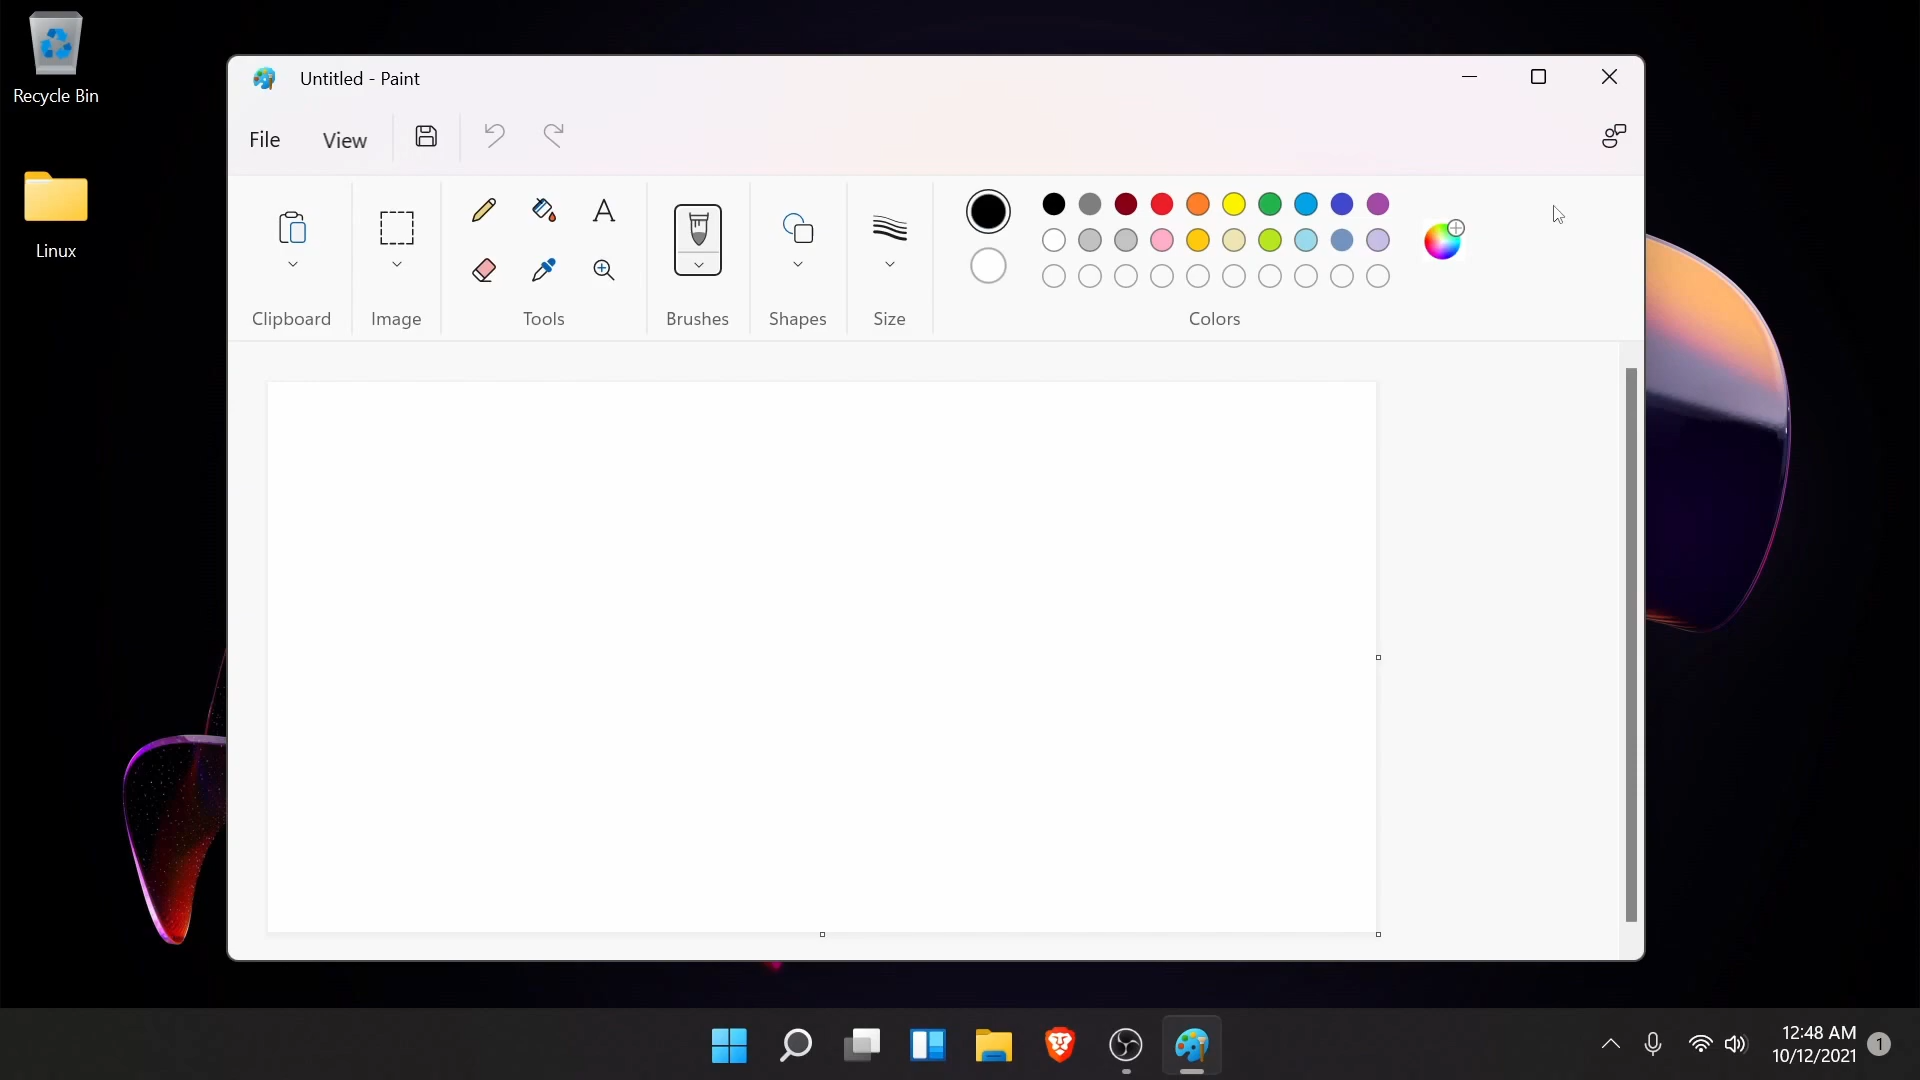 Recycle Bin
Linux
Untitled - Paint
File View
Clipboard Image Tools Brushes Shapes Size Colors
12:48 AM
10/12/2021
1